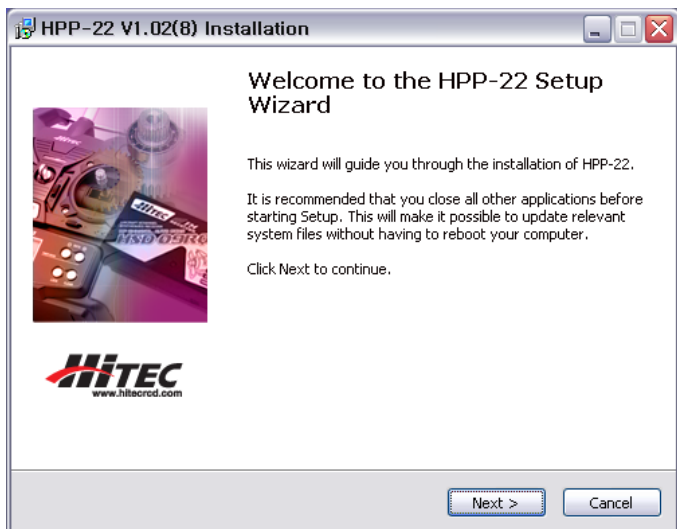 HPP-22 V1.02(8) Installation
Welcome to the HPP-22 Setup
Wizard
This wizard will guide you through the installation of HPP-22.
It is recommended that you close all other applications before
starting Setup. This will make it possible to update relevant
system files without having to reboot your computer.
Click Next to continue.
HiTEC
www.hitecrcd.com
Next >
Cancel